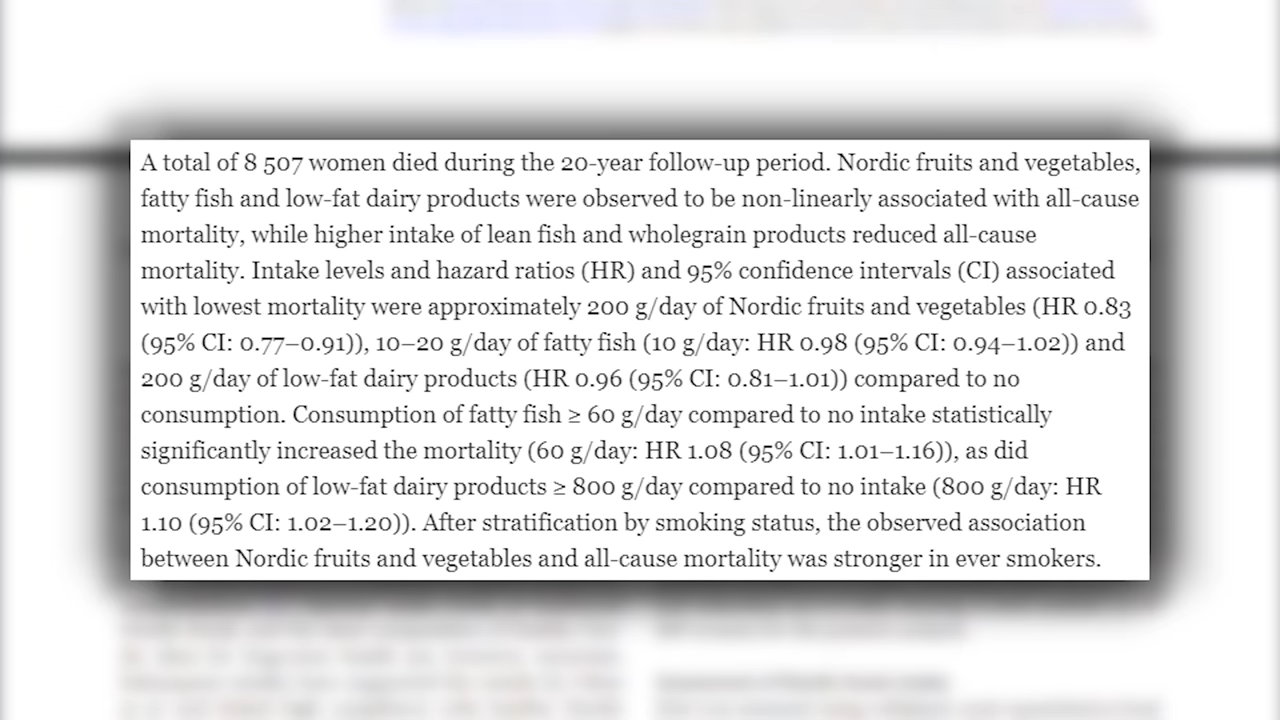 A total of 8 507 women died during the 20-year follow-up period. Nordic fruits and vegetables,
fatty fish and low-fat dairy products were observed to be non-linearly associated with all-cause
mortality, while higher intake of lean fish and wholegrain products reduced all-cause
mortality. Intake levels and hazard ratios (HR) and 95% confidence intervals (CI) associated
with lowest mortality were approximately 200 g/day of Nordic fruits and vegetables (HR 0.83
(95% CI: 0.77–0.91)), 10–20 g/day of fatty fish (10 g/day: HR 0.98 (95% CI: 0.94–1.02)) and
200 g/day of low-fat dairy products (HR 0.96 (95% CI: 0.81–1.01)) compared to no
consumption. Consumption of fatty fish ≥ 60 g/day compared to no intake statistically
significantly increased the mortality (60 g/day: HR 1.08 (95% CI: 1.01–1.16)), as did
consumption of low-fat dairy products ≥ 800 g/day compared to no intake (800 g/day: HR
1.10 (95% CI: 1.02–1.20)). After stratification by smoking status, the observed association
between Nordic fruits and vegetables and all-cause mortality was stronger in ever smokers.